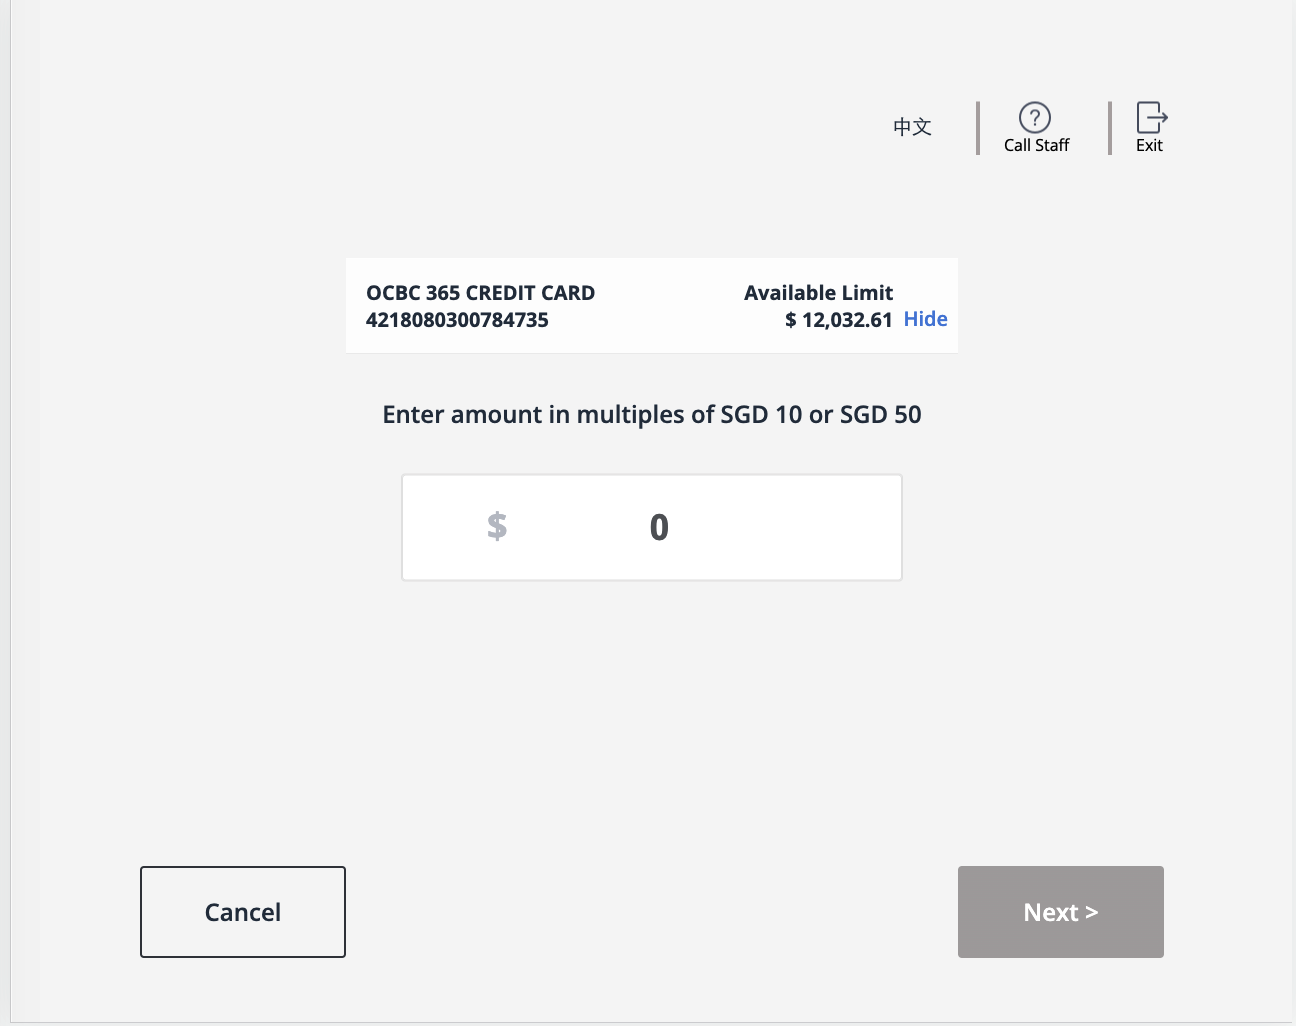 中文
Call Staff
Exit
OCBC 365 CREDIT CARD
4218080300784735
Available Limit
$ 12,032.61 Hide
Enter amount in multiples of SGD 10 or SGD 50
$ 0
Cancel
Next >